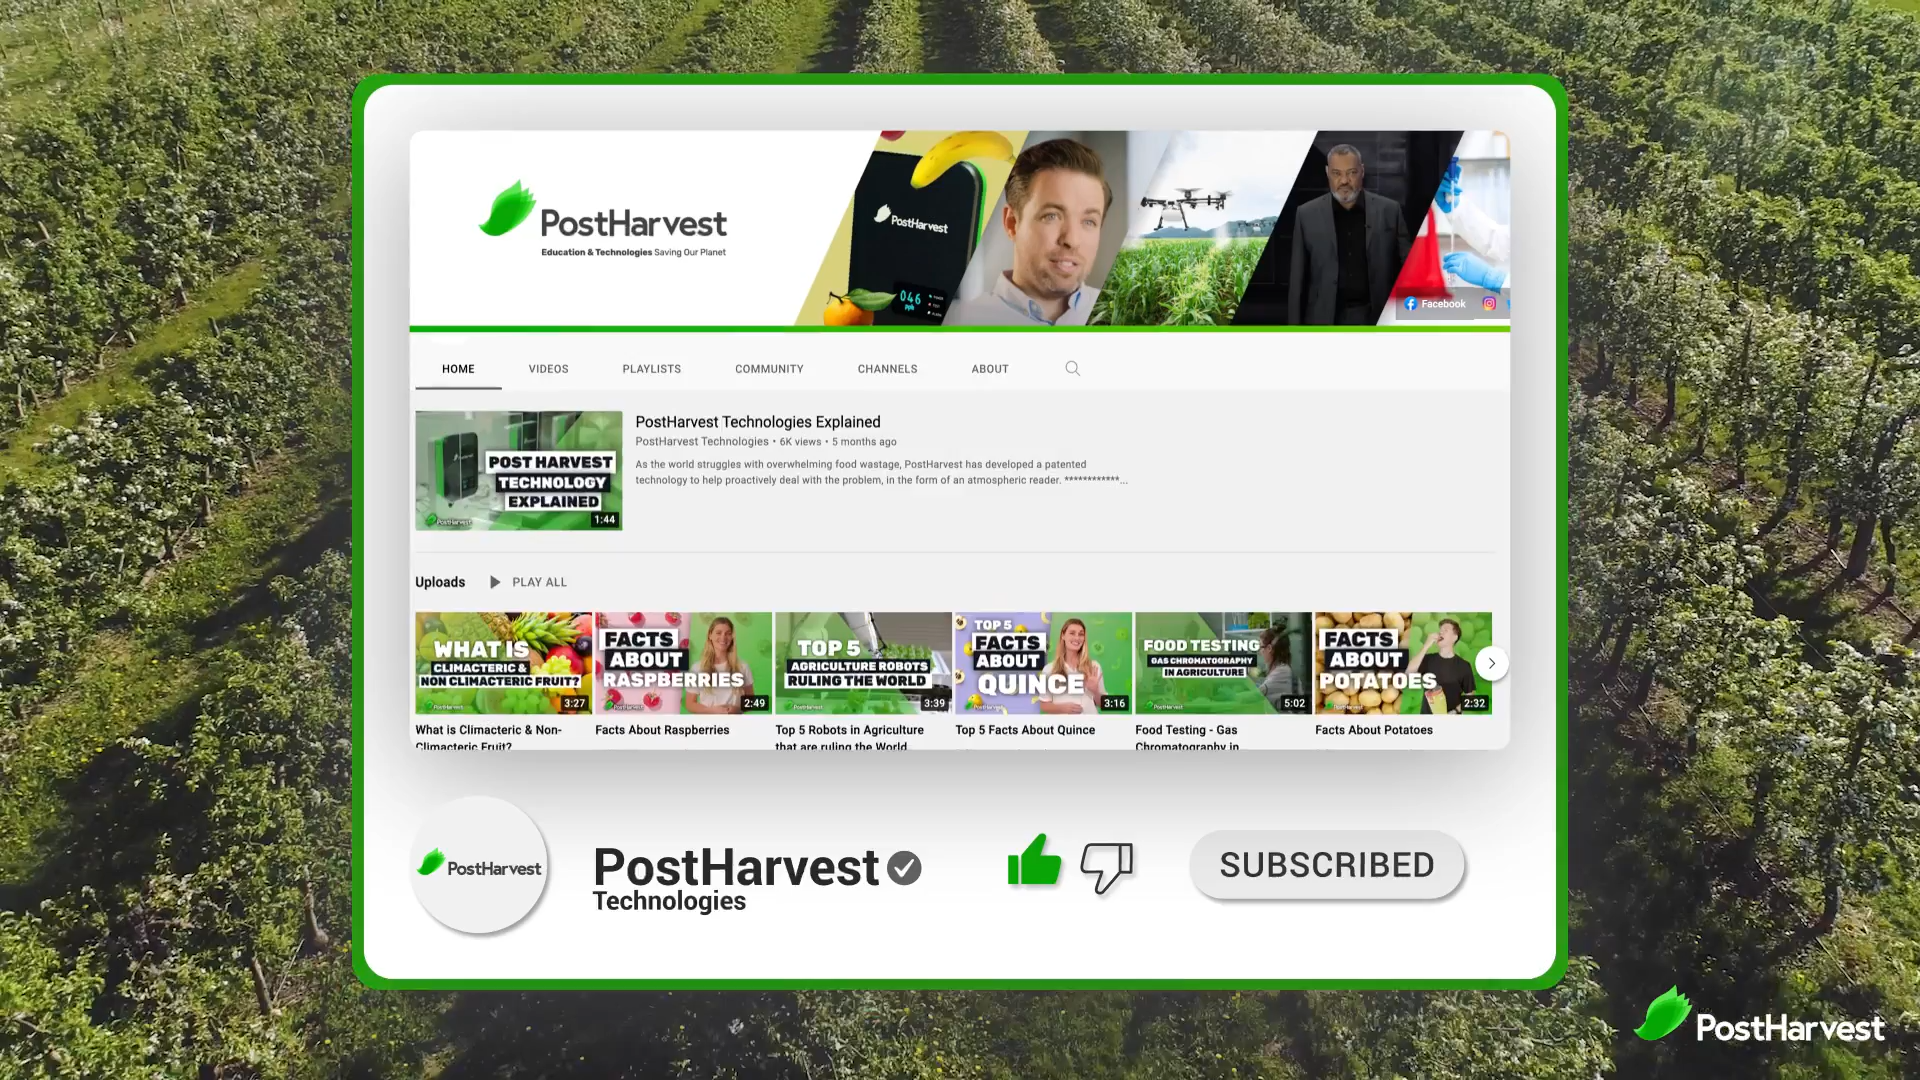 PostHarvest
Education & Technologies Saving Our Planet
PostHarvest
046
Facebook
HOME
VIDEOS
PLAYLISTS
COMMUNITY
CHANNELS
ABOUT
POST HARVEST
TECHNOLOGY
EXPLAINED
PostHarvest
1:44
PostHarvest Technologies Explained
PostHarvest Technologies • 6K views • 5 months ago
As the world struggles with overwhelming food wastage, PostHarvest has developed a patented
technology to help proactively deal with the problem, in the form of an atmospheric reader. ************...
Uploads
PLAY ALL
WHAT IS
CLIMACTERIC &
NON CLIMACTERIC FRUIT?
PostHarvest
3:27
What is Climacteric & Non-
Climacteric Fruit?
FACTS
ABOUT
RASPBERRIES
PostHarvest
2:49
Facts About Raspberries
TOP 5
AGRICULTURE ROBOTS
RULING THE WORLD
PostHarvest
3:39
Top 5 Robots in Agriculture
that are ruling the World
TOP 5
FACTS
ABOUT
QUINCE
PostHarvest
3:16
Top 5 Facts About Quince
FOOD TESTING
GAS CHROMATOGRAPHY
IN AGRICULTURE
PostHarvest
5:02
Food Testing - Gas
Chromatography in
FACTS
ABOUT
POTATOES
PostHarvest
2:32
Facts About Potatoes
PostHarvest
PostHarvest
Technologies
SUBSCRIBED
PostHarvest